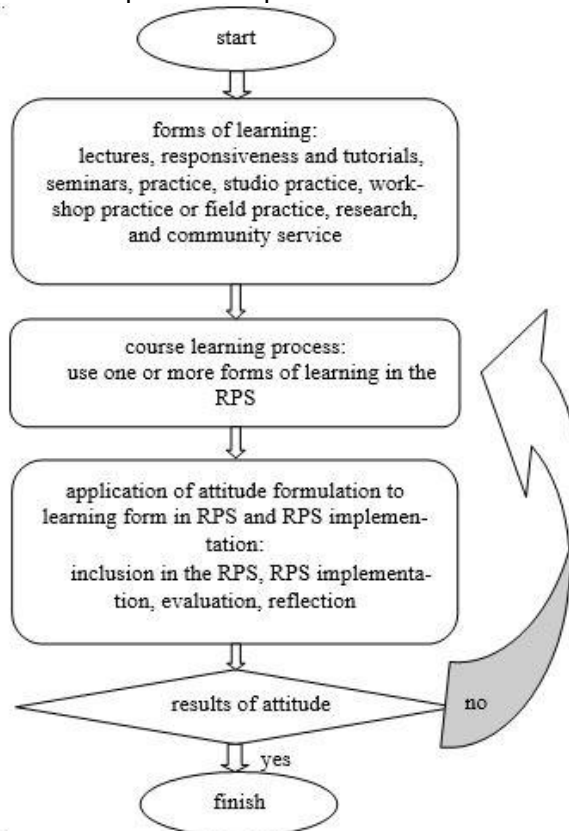 start
forms of learning:
lectures, responsiveness and tutorials,
seminars, practice, studio practice, work-
shop practice or field practice, research,
and community service
course learning process:
use one or more forms of learning in the
RPS
application of attitude formulation to
learning form in RPS and RPS implemen-
tation:
inclusion in the RPS, RPS implementa-
tion, evaluation, reflection
results of attitude
no
yes
finish